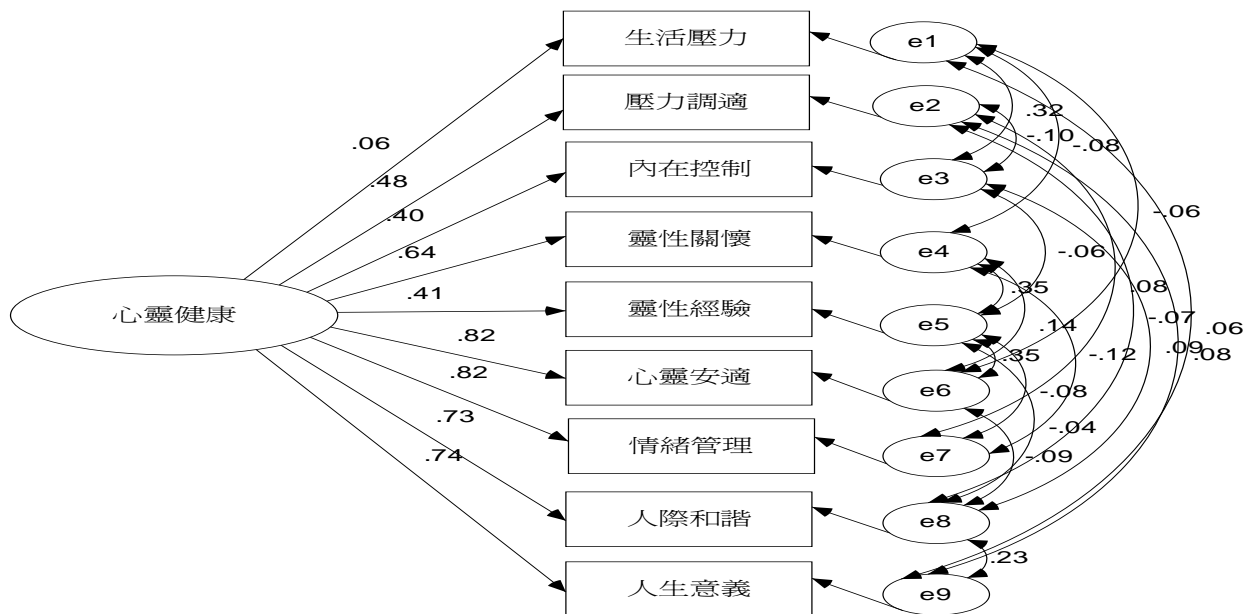 生活壓力
e1
壓力調適
e2
.32
-.10
-.08
.06
內在控制
e3
.48
.40
靈性關懷
e4
-.06
.64
-.06
.35
.08
心靈健康
靈性經驗
e5
.41
-.07
.14
.06
.82
.35
-.12
.09
.08
心靈安適
e6
.82
-.08
.73
-.04
情緒管理
e7
.74
-.09
人際和諧
e8
.23
人生意義
e9